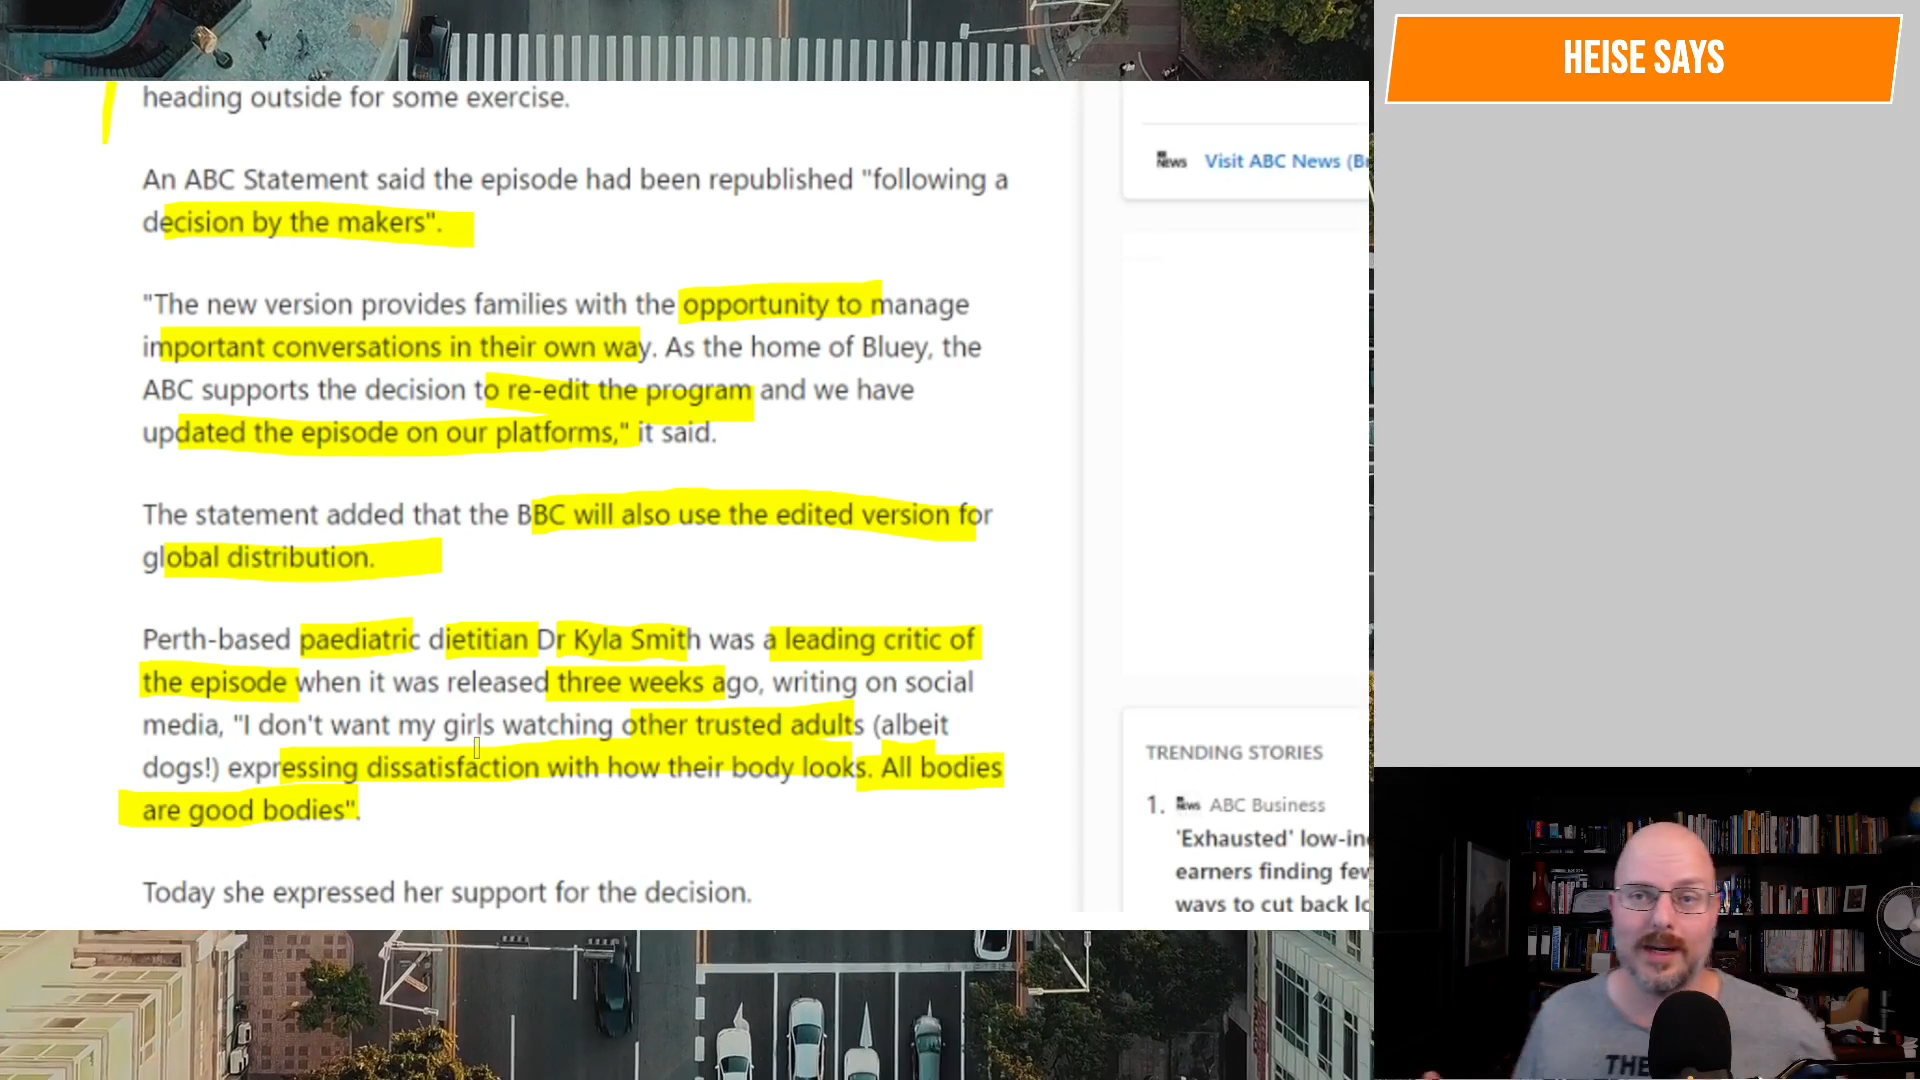 HEISE SAYS
heading outside for some exercise.
An ABC Statement said the episode had been republished "following a
decision by the makers".
"The new version provides families with the opportunity to manage
important conversations in their own way. As the home of Bluey, the
ABC supports the decision to re-edit the program and we have
updated the episode on our platforms," it said.
The statement added that the BBC will also use the edited version for
global distribution.
Perth-based paediatric dietitian Dr Kyla Smith was a leading critic of
the episode when it was released three weeks ago, writing on social
media, "I don't want my girls watching other trusted adults (albeit
dogs!) expressing dissatisfaction with how their body looks. All bodies
are good bodies".
Today she expressed her support for the decision.
NEWS Visit ABC News (Br
TRENDING STORIES
1. News ABC Business
'Exhausted' low-inc
earners finding few
ways to cut back
THE